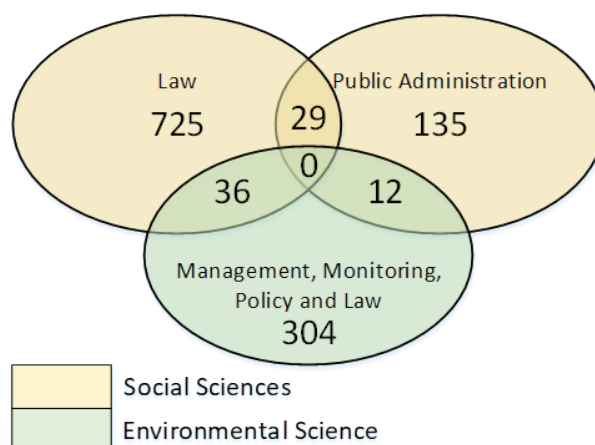 Law
Public Administration
725
29
135
0
36
12
Management, Monitoring,
Policy and Law
304
Social Sciences
Environmental Science